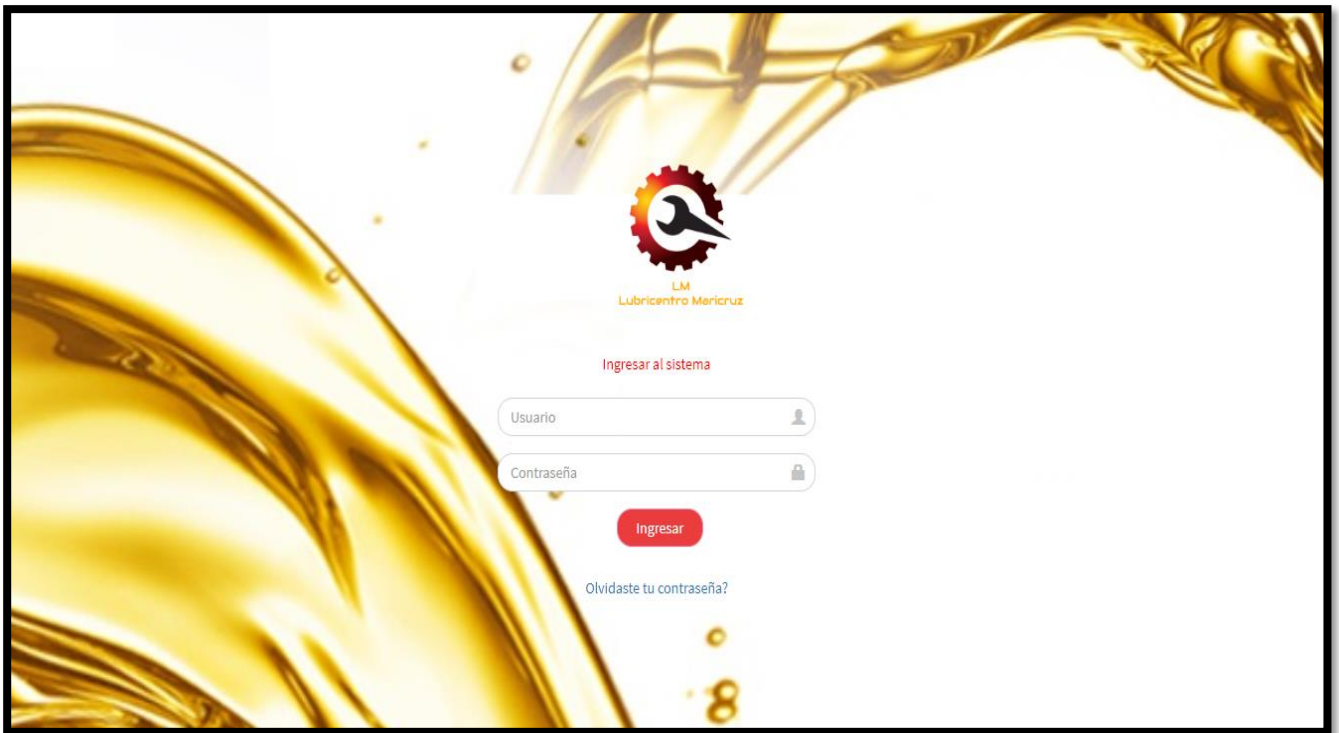 LM
Lubricentro Maricruz
Ingresar al sistema
Usuario
Contraseña
Ingresar
Olvidaste tu contraseña?